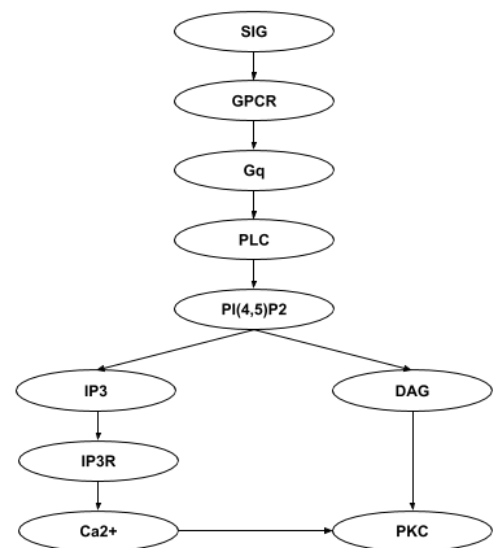 SIG
GPCR
Gq
PLC
PI(4,5)P2
IP3
DAG
IP3R
Ca2+
PKC